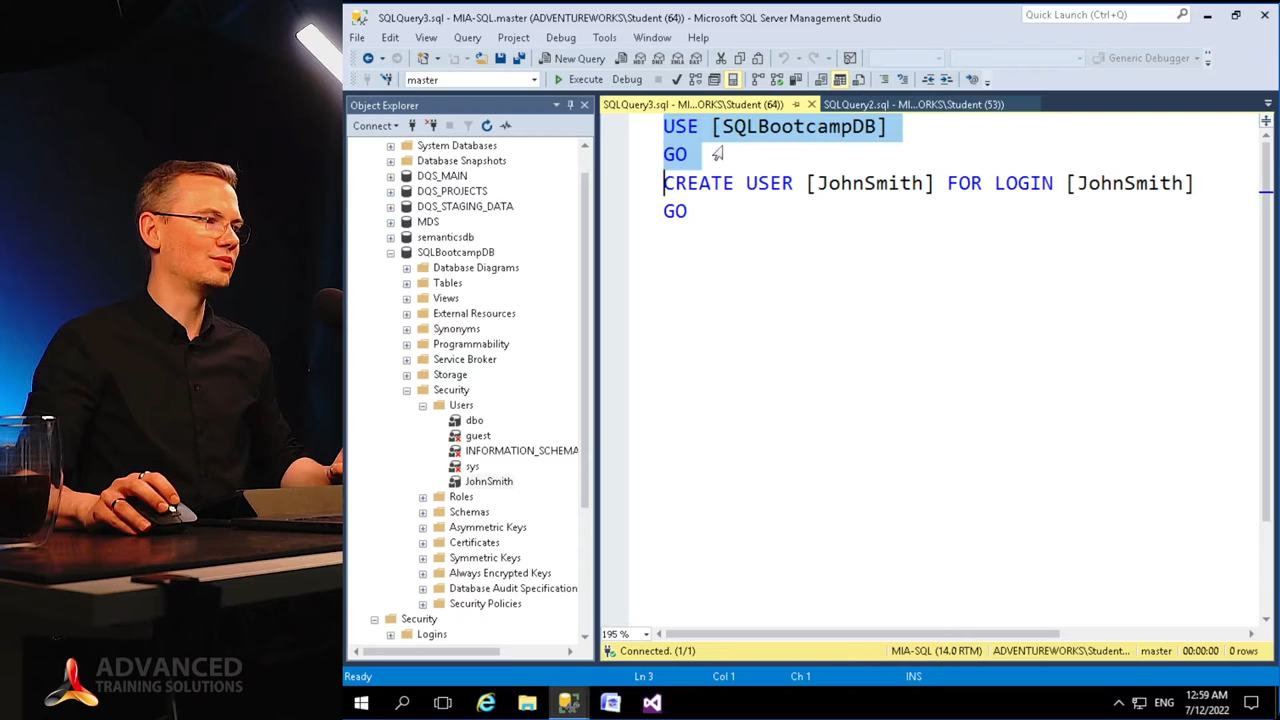 SQLQuery3.sql - MIA-SQL.master (ADVENTUREWORKS\Student (64)) - Microsoft SQL Server Management Studio
Quick Launch (Ctrl+Q)
File Edit View Query Project Debug Tools Window Help
New Query
Generic Debugger
master
Execute Debug
Object Explorer
SQLQuery3.sql - MI...ORKS\Student (64))
SQLQuery2.sql - MI...ORKS\Student (53))
Connect
System Databases
Database Snapshots
DQS_MAIN
DQS_PROJECTS
DQS_STAGING_DATA
MDS
semanticsdb
SQLBootcampDB
Database Diagrams
Tables
Views
External Resources
Synonyms
Programmability
Service Broker
Storage
Security
Users
dbo
guest
INFORMATION_SCHEMA
sys
JohnSmith
Roles
Schemas
Asymmetric Keys
Certificates
Symmetric Keys
Always Encrypted Keys
Database Audit Specification
Security Policies
Security
Logins
USE [SQLBootcampDB]
GO
CREATE USER [JohnSmith] FOR LOGIN [JohnSmith]
GO
195 %
Connected. (1/1)
MIA-SQL (14.0 RTM)
ADVENTUREWORKS\Student...
master
00:00:00
0 rows
Ready
Ln 3
Col 1
Ch 1
INS
ENG
12:59 AM
7/12/2022
ADVANCED
TRAINING SOLUTIONS